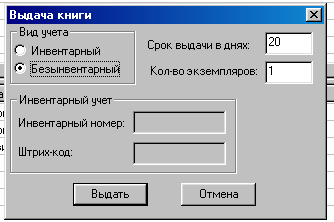 Выдача книги
Вид учета
Инвентарный
Безынвентарный
Срок выдачи в днях: 20
Кол-во экземпляров: 1
Инвентарный учет
Инвентарный номер:
Штрих-код:
Выдать
Отмена